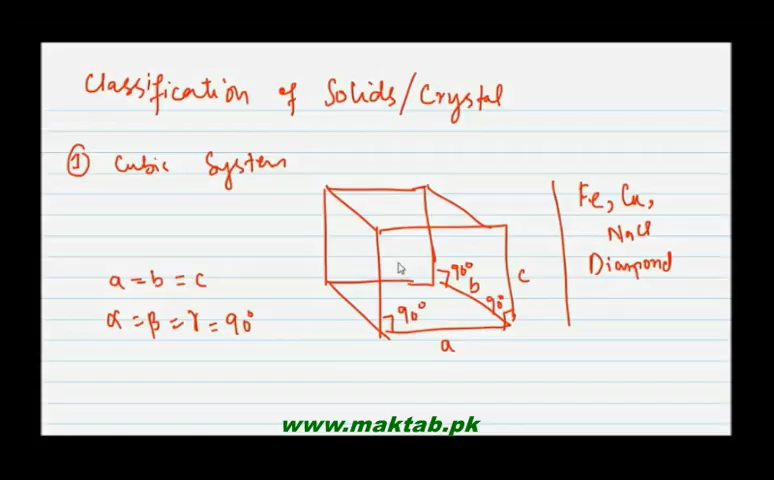 Classification of Solids/Crystal
① Cubic System
Fe, Cu,
NaCl
Diamond
a = b = c
α = β = γ = 90°
90°
b
c
90°
90°
a
www.maktab.pk